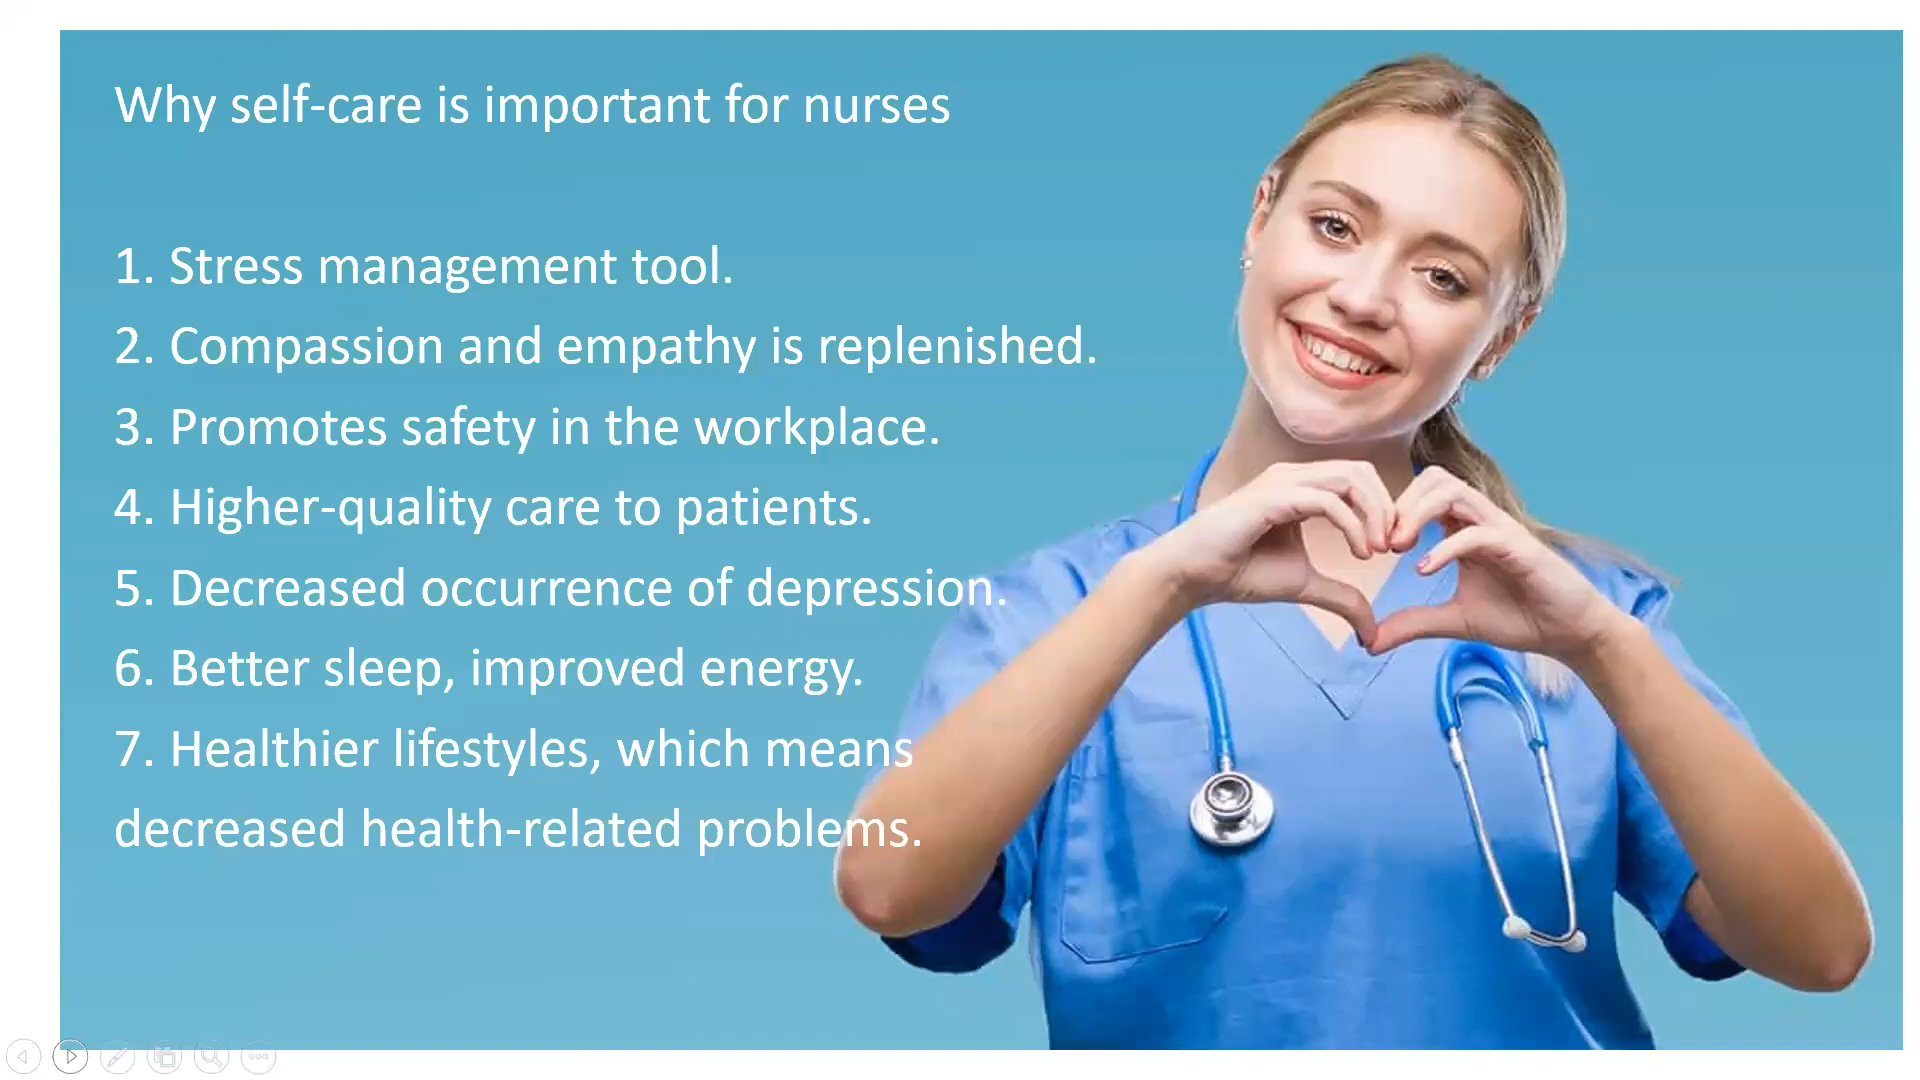 Why self-care is important for nurses
1. Stress management tool.
2. Compassion and empathy is replenished.
3. Promotes safety in the workplace.
4. Higher-quality care to patients.
5. Decreased occurrence of depression.
6. Better sleep, improved energy.
7. Healthier lifestyles, which means
decreased health-related problems.